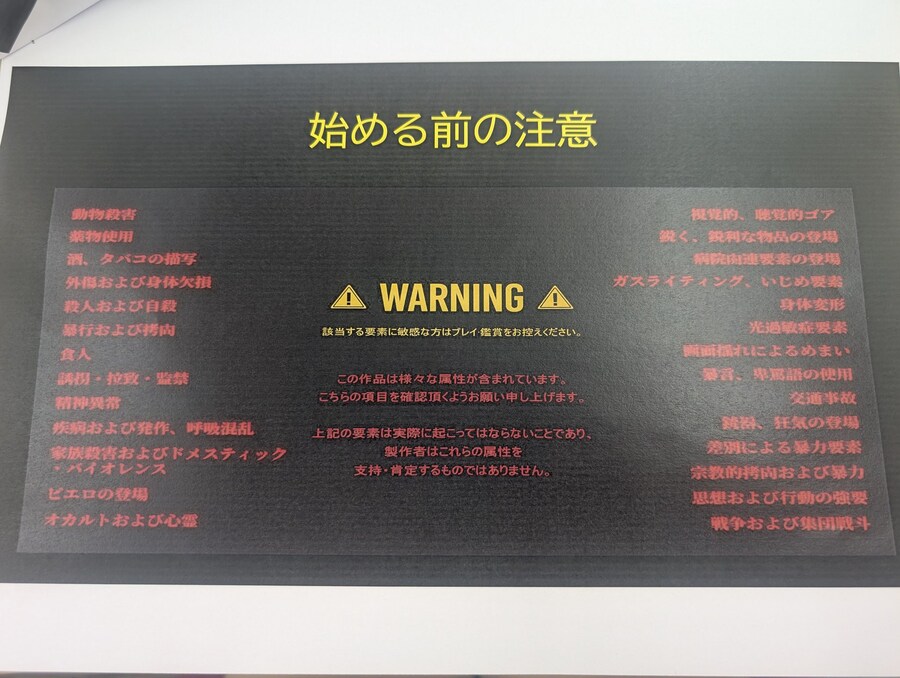 始める前の注意
動物殺害
薬物使用
酒、タバコの描写
外傷および身体欠損
殺人および自殺
暴行および拷問
食人
誘拐・拉致・監禁
精神異常
疾病および発作、呼吸混乱
家族殺害およびドメスティック
・バイオレンス
ピエロの登場
オカルトおよび心霊
WARNING
該当する要素に敏感な方はプレイ・鑑賞をお控えください。
この作品は様々な属性が含まれています。
こちらの項目を確認頂くようお願い申し上げます。
上記の要素は実際に起こってはならないことであり、
製作者はこれらの属性を
支持・肯定するものではありません。
視覚的、聴覚的ゴア
鋭く、鋭利な物品の登場
病院関連要素の登場
ガスライティング、いじめ要素
身体変形
光過敏症要素
画面揺れによるめまい
暴言、卑罵語の使用
交通事故
銃器、狂気の登場
差別による暴力要素
宗教的拷問および暴力
思想および行動の強要
戦争および集団戦斗